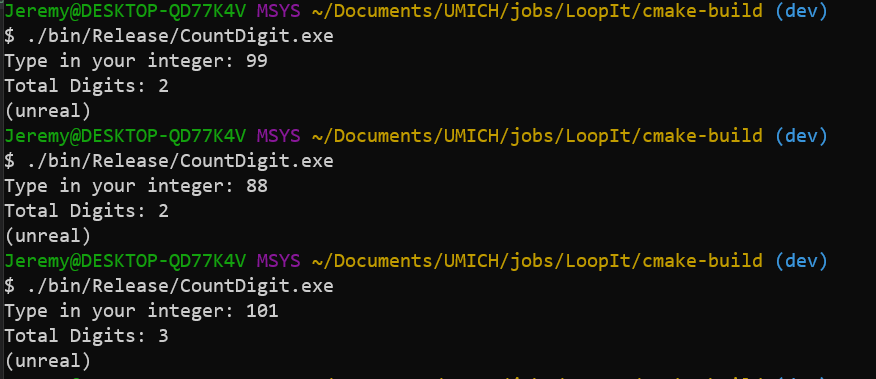 Jeremy@DESKTOP-QD77K4V MSYS ~/Documents/UMICH/jobs/LoopIt/cmake-build (dev)
$ ./bin/Release/CountDigit.exe
Type in your integer: 99
Total Digits: 2
(unreal)
Jeremy@DESKTOP-QD77K4V MSYS ~/Documents/UMICH/jobs/LoopIt/cmake-build (dev)
$ ./bin/Release/CountDigit.exe
Type in your integer: 88
Total Digits: 2
(unreal)
Jeremy@DESKTOP-QD77K4V MSYS ~/Documents/UMICH/jobs/LoopIt/cmake-build (dev)
$ ./bin/Release/CountDigit.exe
Type in your integer: 101
Total Digits: 3
(unreal)